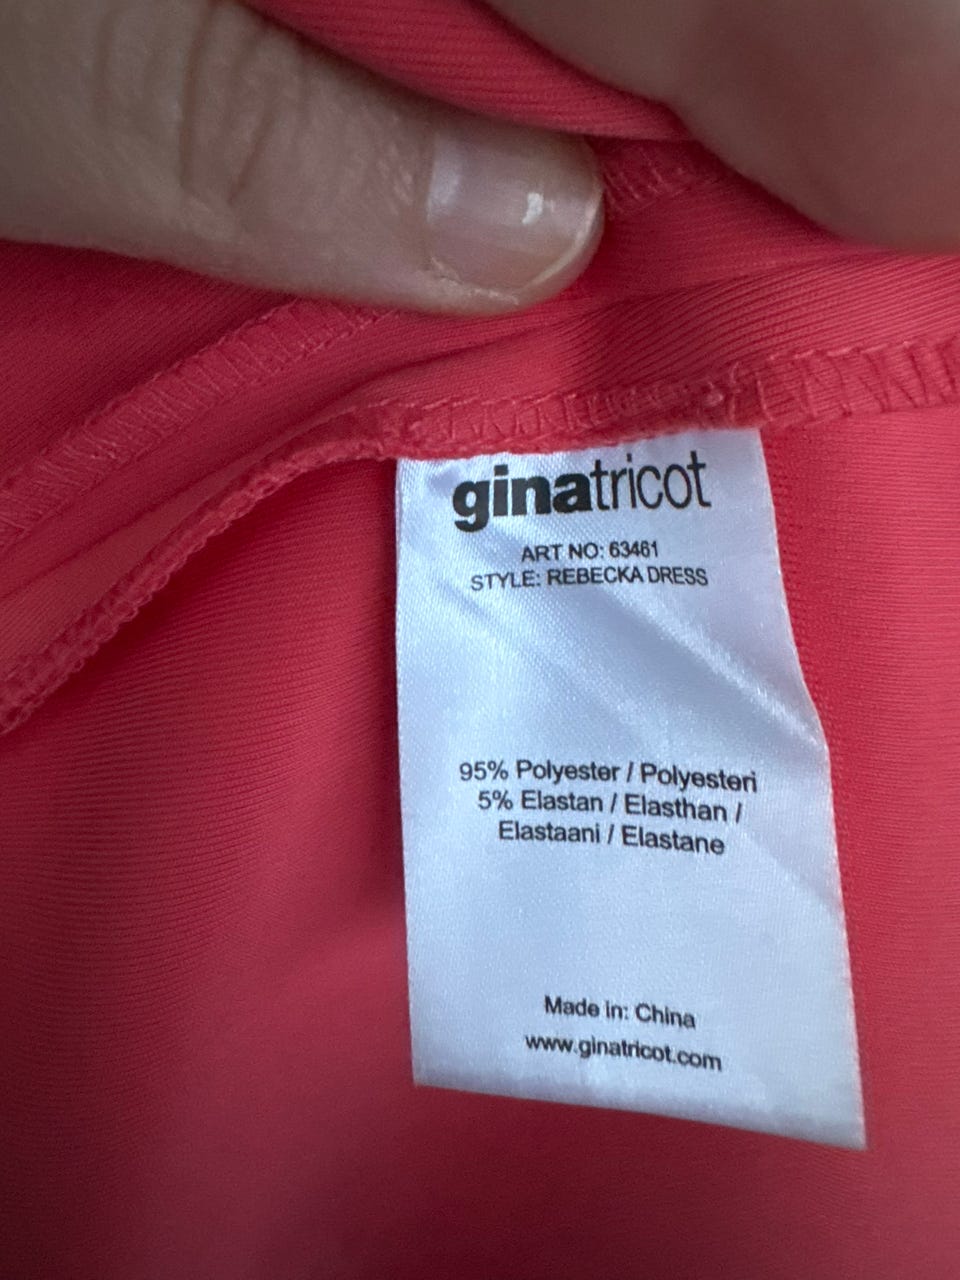 ginatricot
ART NO: 63461
STYLE: REBECKA DRESS
95% Polyester / Polyesteri
5% Elastan / Elasthan /
Elastaani / Elastane
Made in: China
www.ginatricot.com